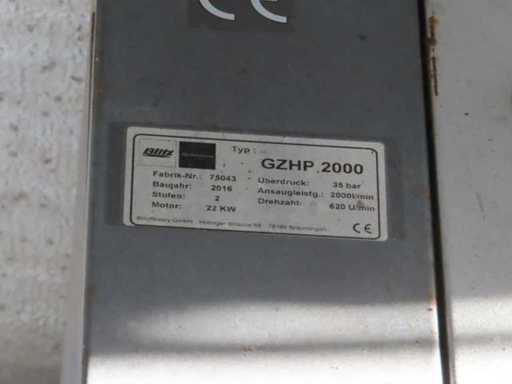 CE
Blitz
Typ :
GZHP 2000
Fabrik-Nr.: 75043 Überdruck: 35 bar
Baujahr: 2016 Ansaugleistg.: 2000l/min
Stufen: 2 Drehzahl: 620 U/min
Motor: 22 KW
CE